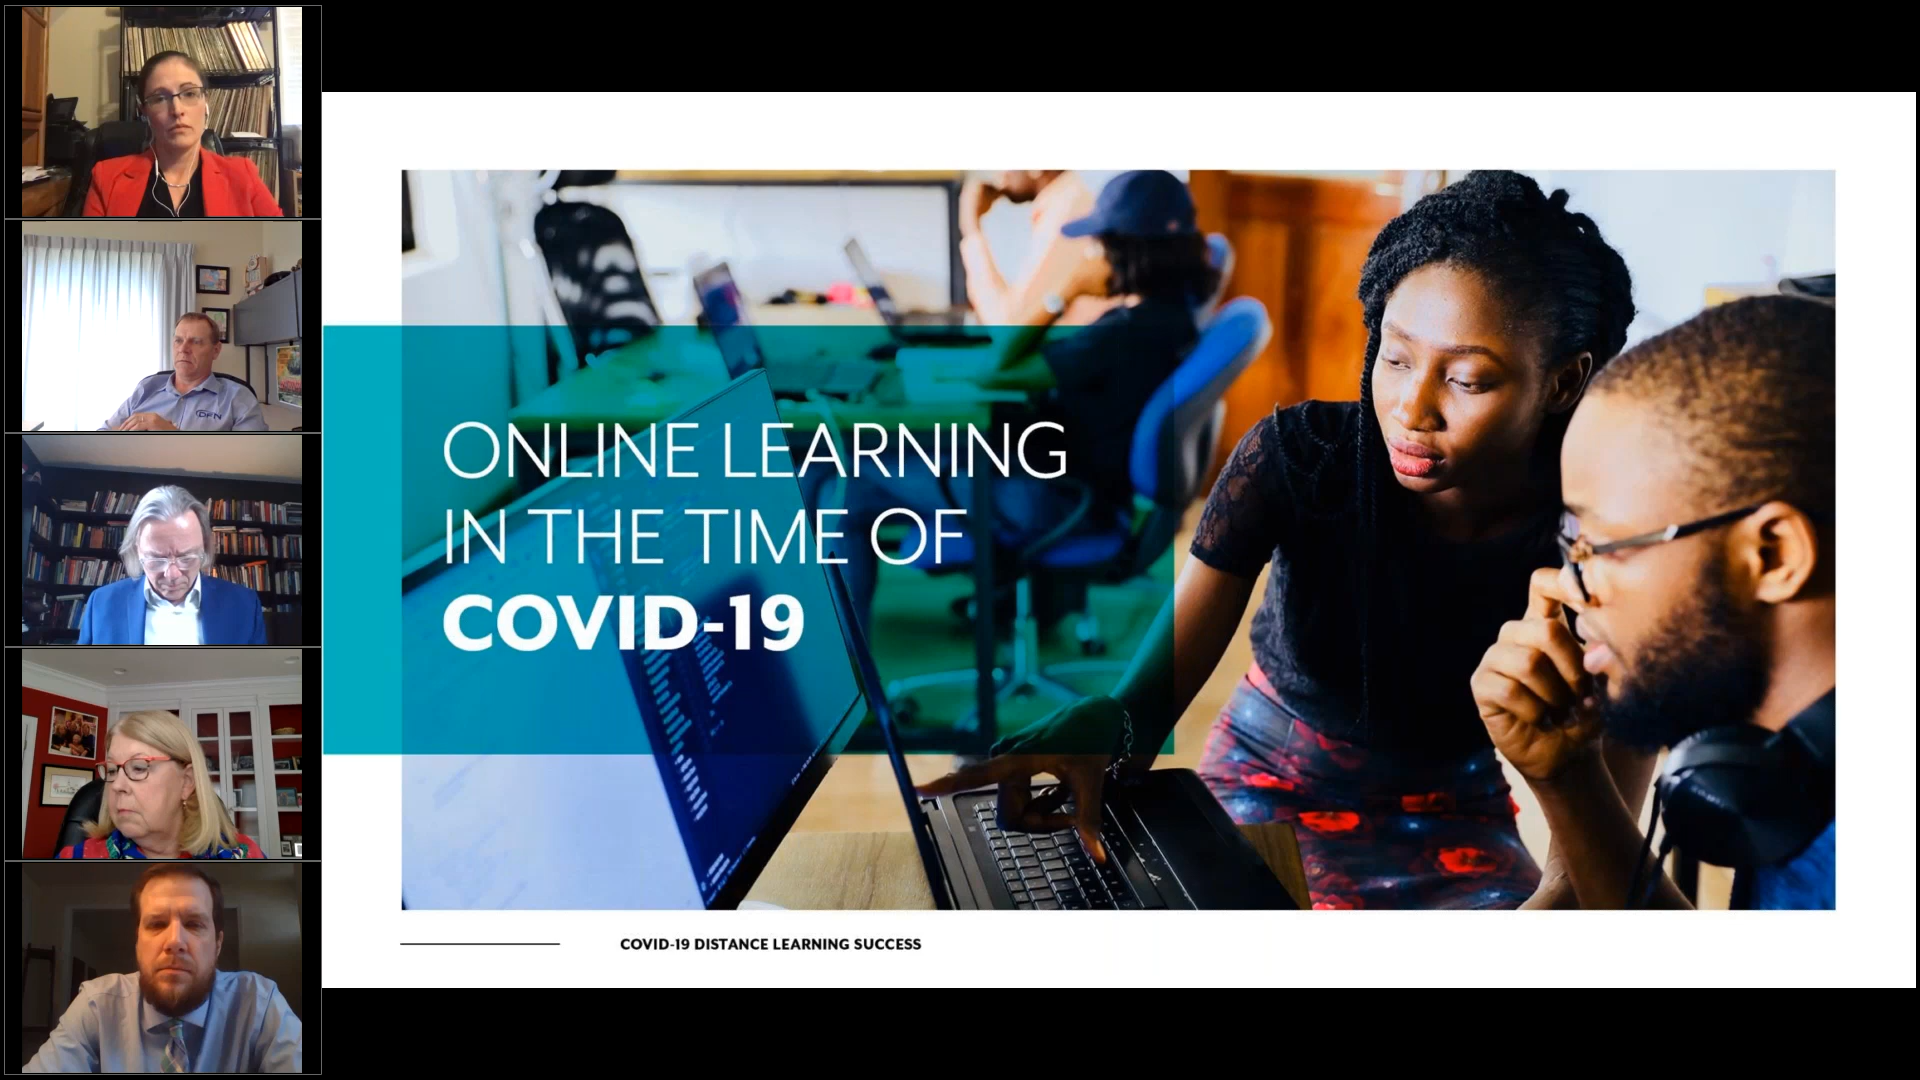 ONLINE LEARNING
IN THE TIME OF
COVID-19
COVID-19 DISTANCE LEARNING SUCCESS